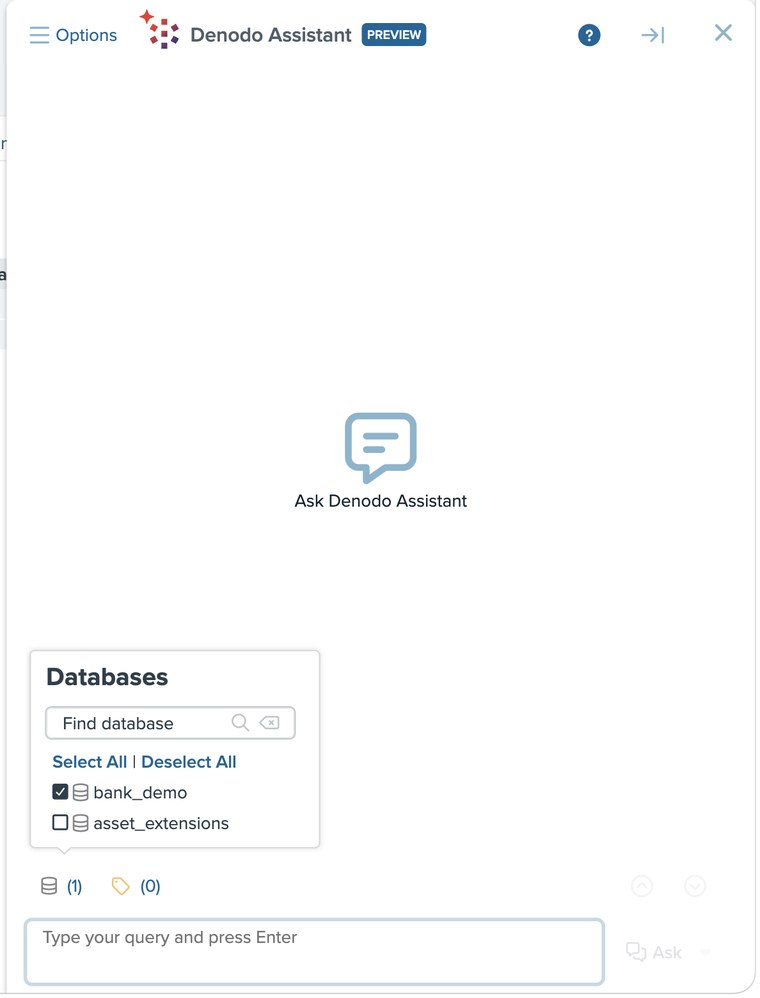 Options
Denodo Assistant PREVIEW
?
Ask Denodo Assistant
Databases
Find database
Select All | Deselect All
bank_demo
asset_extensions
(1) (0)
Type your query and press Enter
Ask